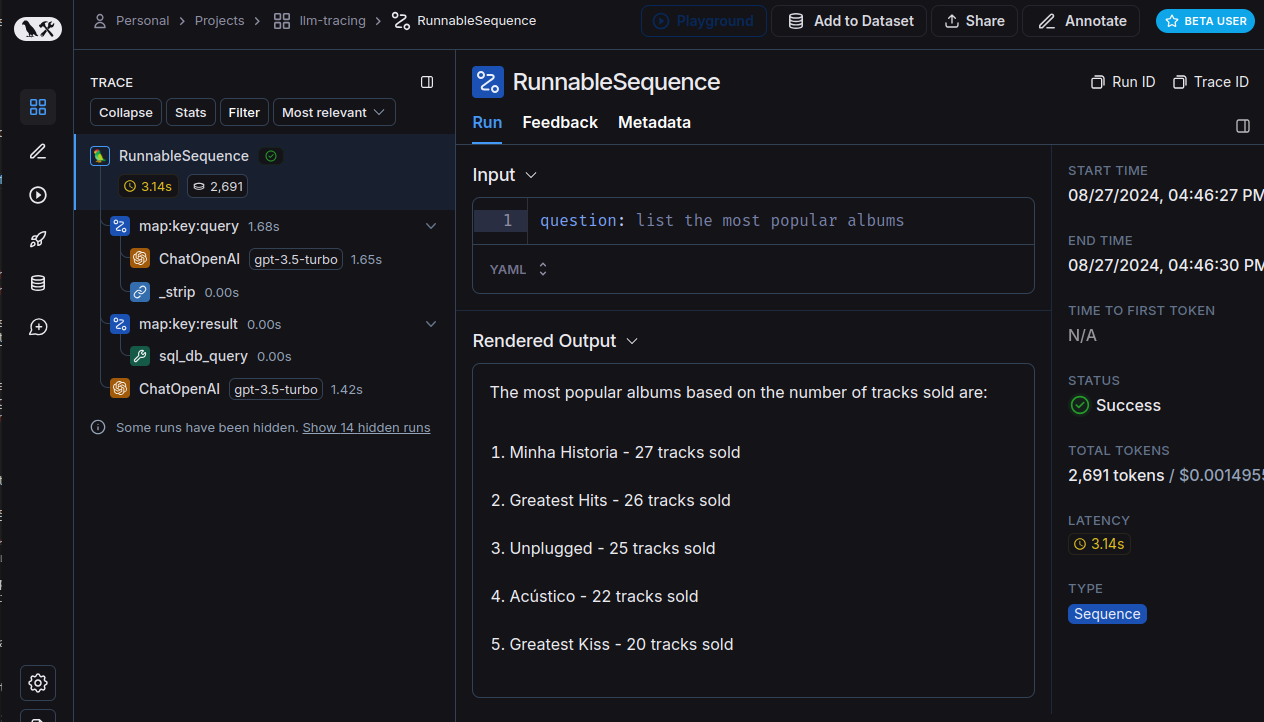 Personal > Projects > llm-tracing > RunnableSequence
Playground
Add to Dataset
Share
Annotate
BETA USER
TRACE
Collapse
Stats
Filter
Most relevant
RunnableSequence
3.14s
2,691
map:key:query 1.68s
ChatOpenAI gpt-3.5-turbo 1.65s
_strip 0.00s
map:key:result 0.00s
sql_db_query 0.00s
ChatOpenAI gpt-3.5-turbo 1.42s
Some runs have been hidden. Show 14 hidden runs
RunnableSequence
Run ID
Trace ID
Run
Feedback
Metadata
Input
1 question: list the most popular albums
YAML
Rendered Output
The most popular albums based on the number of tracks sold are:
1. Minha Historia - 27 tracks sold
2. Greatest Hits - 26 tracks sold
3. Unplugged - 25 tracks sold
4. Acústico - 22 tracks sold
5. Greatest Kiss - 20 tracks sold
START TIME
08/27/2024, 04:46:27 PM
END TIME
08/27/2024, 04:46:30 PM
TIME TO FIRST TOKEN
N/A
STATUS
Success
TOTAL TOKENS
2,691 tokens / $0.001495
LATENCY
3.14s
TYPE
Sequence